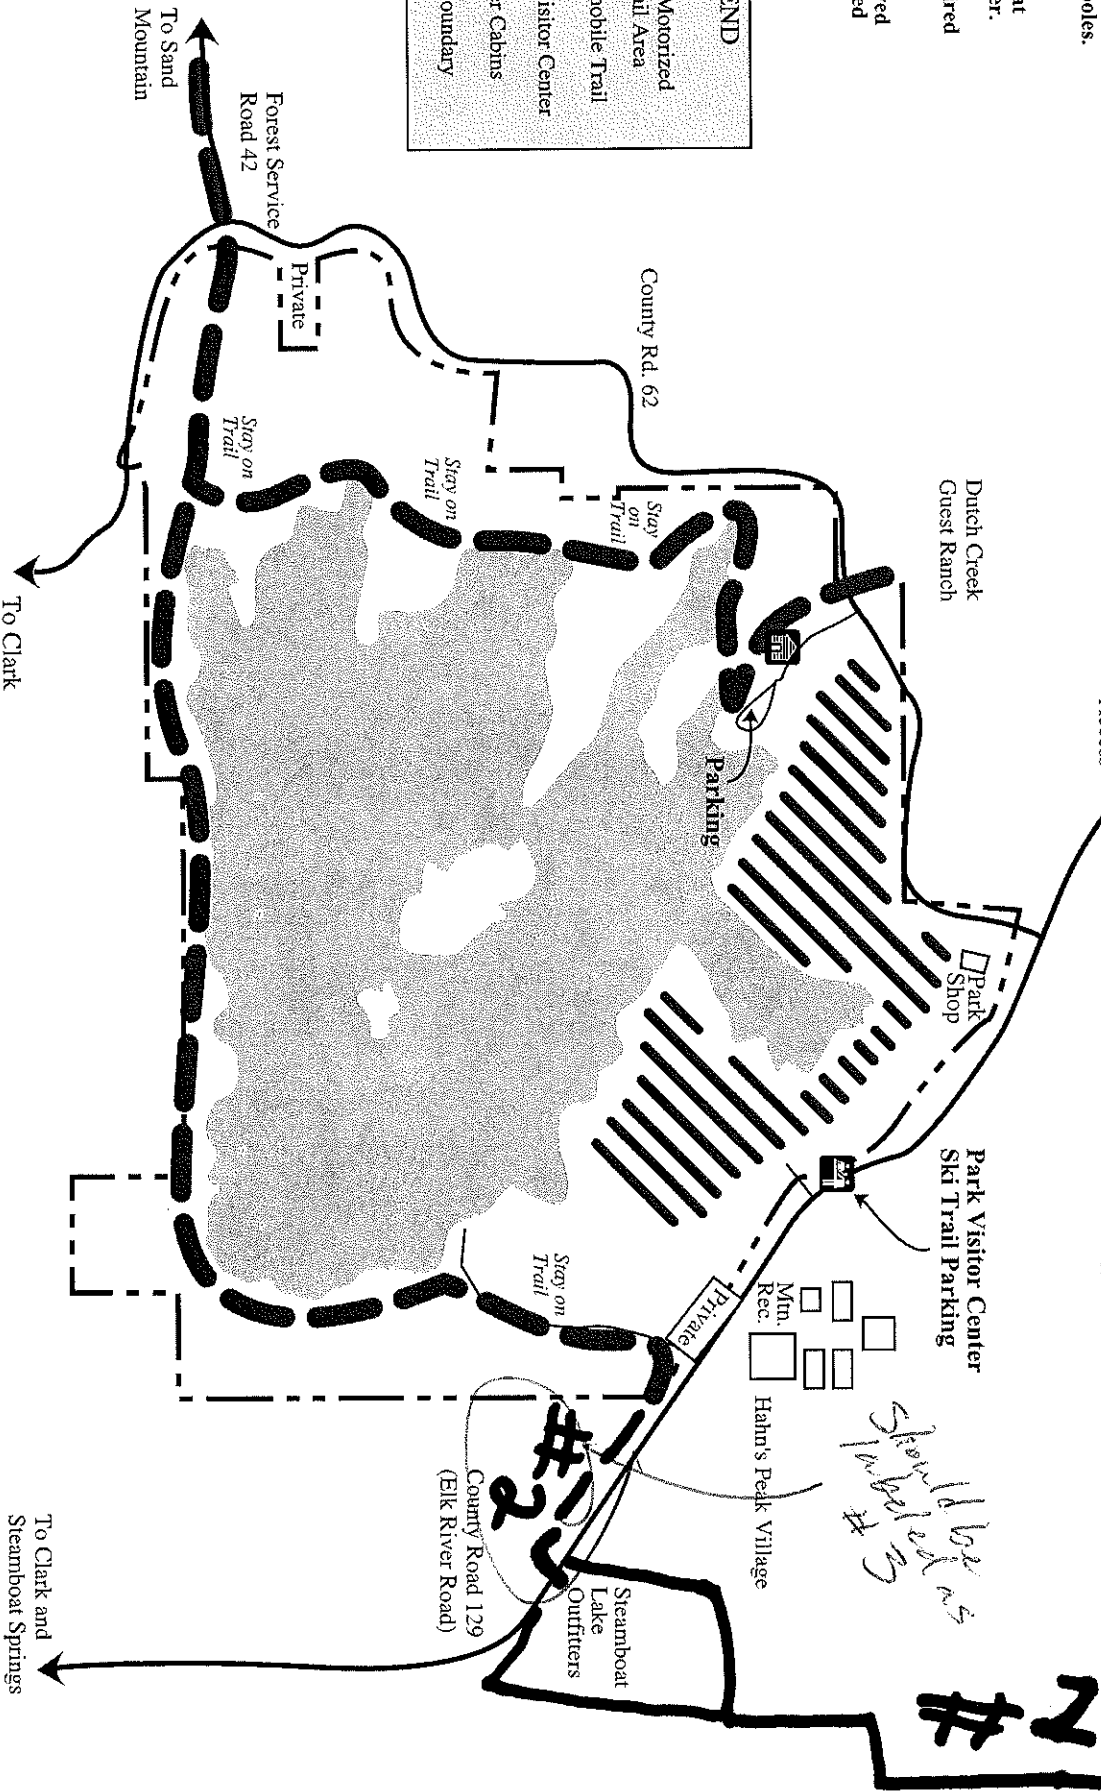 poles.
at
er.
red
red
ed
END
Motorized
il Area
mobile Trail
isitor Center
er Cabins
oundary
To Sand
Mountain
Forest Service
Road 42
Private
County Rd. 62
Stay on
Trail
Stay on
Trail
Stay
on
Trail
Dutch Creek
Guest Ranch
Parking
To Clark
Park
Shop
Park Visitor Center
Ski Trail Parking
Private
Mtn.
Rec.
Hahn's Peak Village
Stay on
Trail
Should be
labeled as
# 3
# 2
County Road 129
(Elk River Road)
Steamboat
Lake
Outfitters
To Clark and
Steamboat Springs